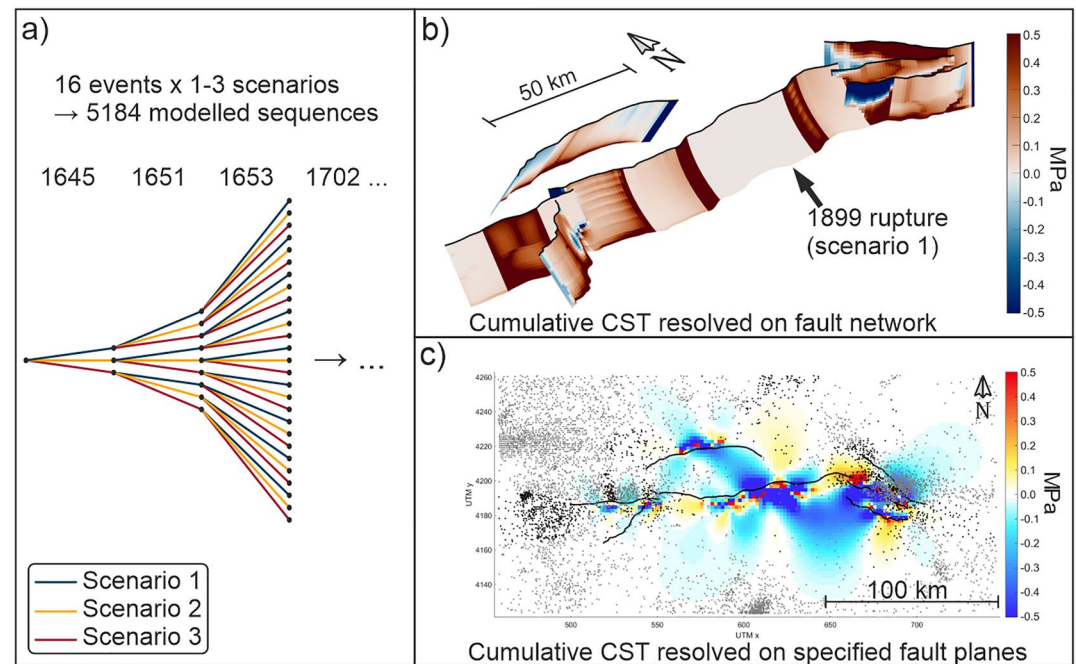 a)
16 events x 1-3 scenarios
→ 5184 modelled sequences
1645 1651 1653 1702 ...
→ ...
Scenario 1
Scenario 2
Scenario 3
b)
50 km
N
1899 rupture
(scenario 1)
Cumulative CST resolved on fault network
0.5
0.4
0.3
0.2
0.1
0.0
-0.1
-0.2
-0.3
-0.4
-0.5
MPa
c)
4260
4240
4220
4200
4180
4160
4140
UTM y
500 550 600 650 700
UTM x
N
100 km
0.5
0.4
0.3
0.2
0.1
0.0
-0.1
-0.2
-0.3
-0.4
-0.5
MPa
Cumulative CST resolved on specified fault planes